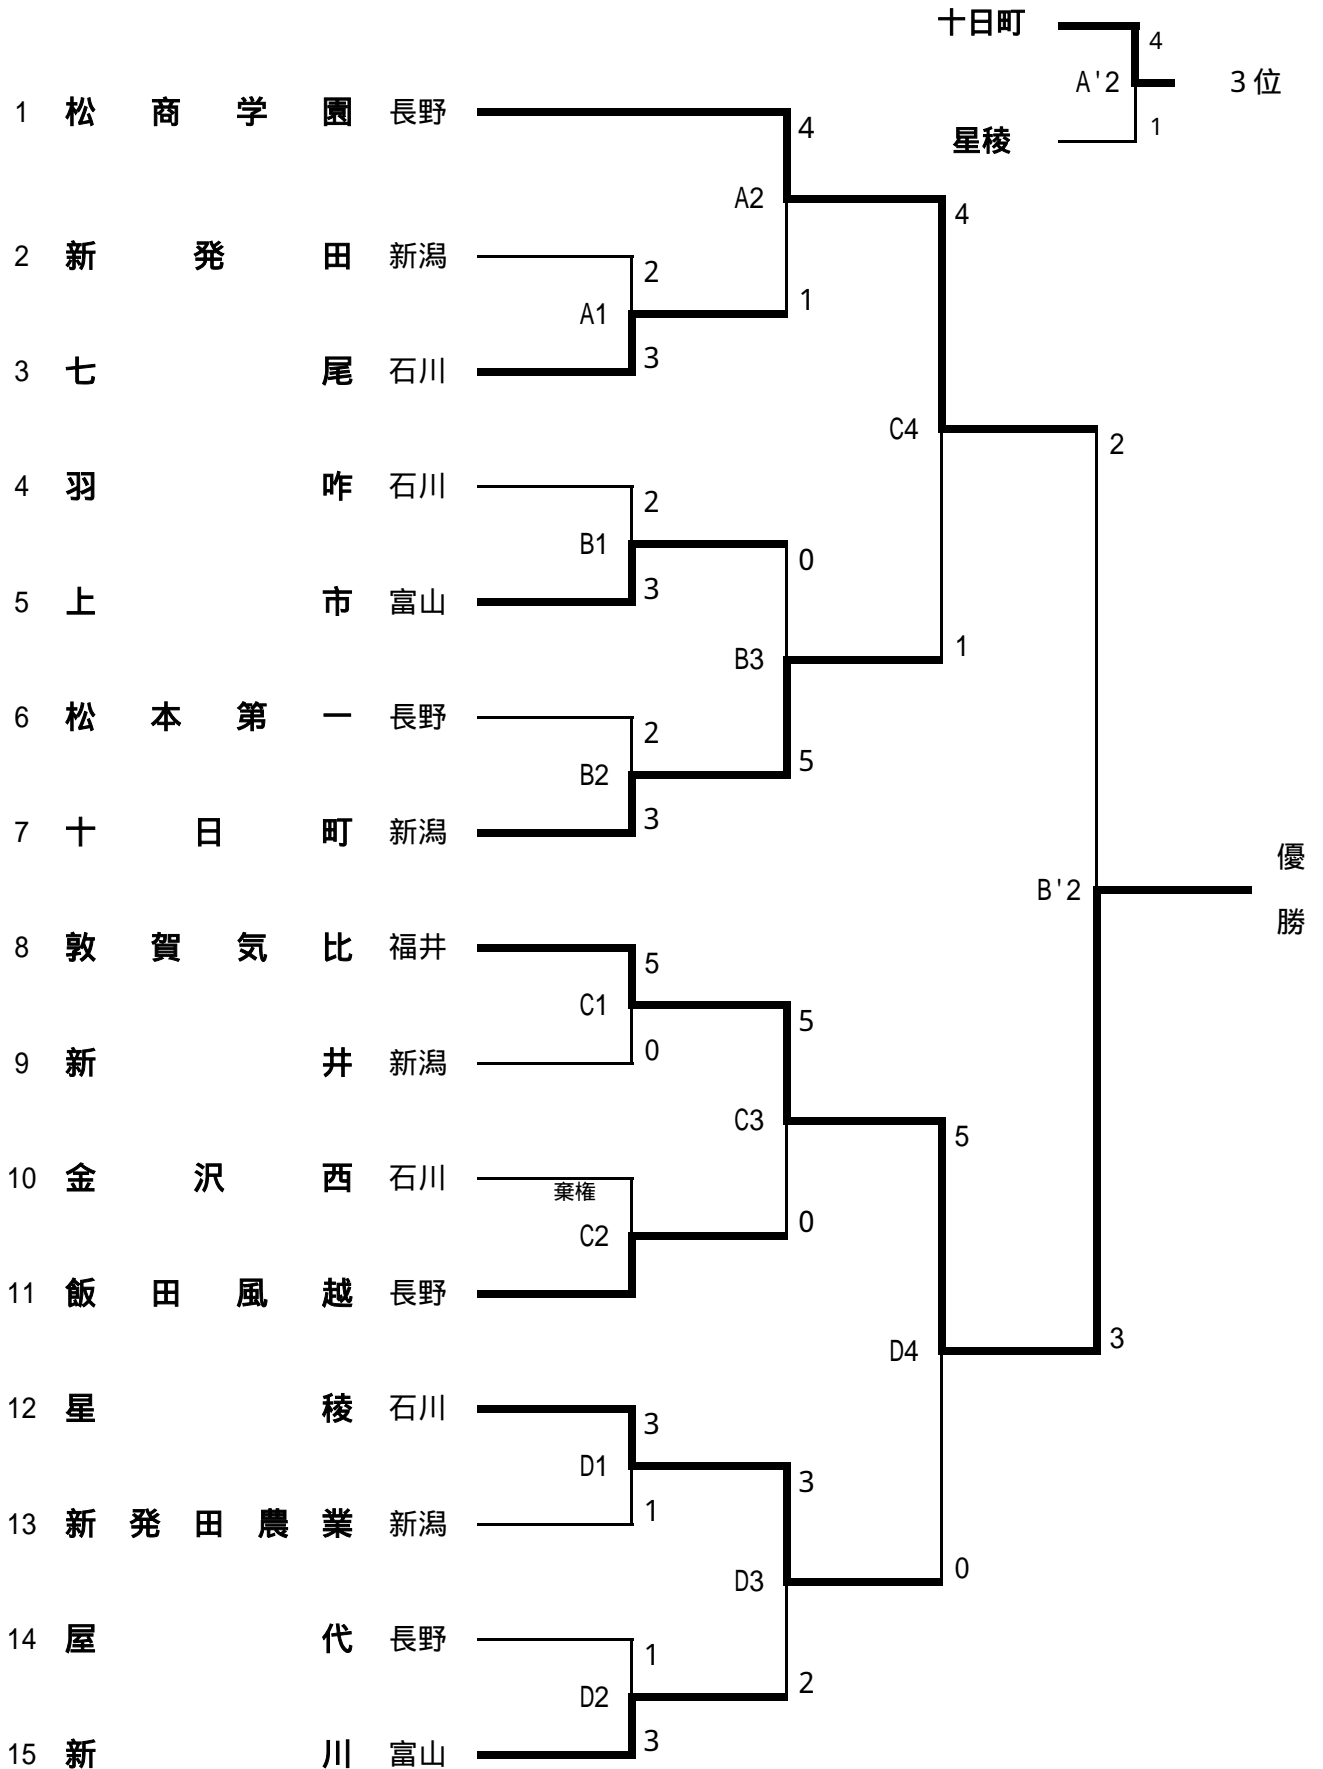 十日町
4
A'2
3位
1 松商学園 長野
4
1
星稜
A2
4
2 新発田 新潟
2
1
A1
3
3 七尾 石川
C4
2
4 羽咋 石川
2
B1
0
3
5 上市 富山
1
B3
6 松本第一 長野
2
5
B2
3
7 十日町 新潟
優
B'2
勝
8 敦賀気比 福井
5
C1
5
0
9 新井 新潟
C3
5
10 金沢西 石川
棄権
0
C2
11 飯田風越 長野
3
D4
12 星稜 石川
3
D1
3
1
13 新発田農業 新潟
0
D3
14 屋代 長野
1
2
D2
3
15 新川 富山